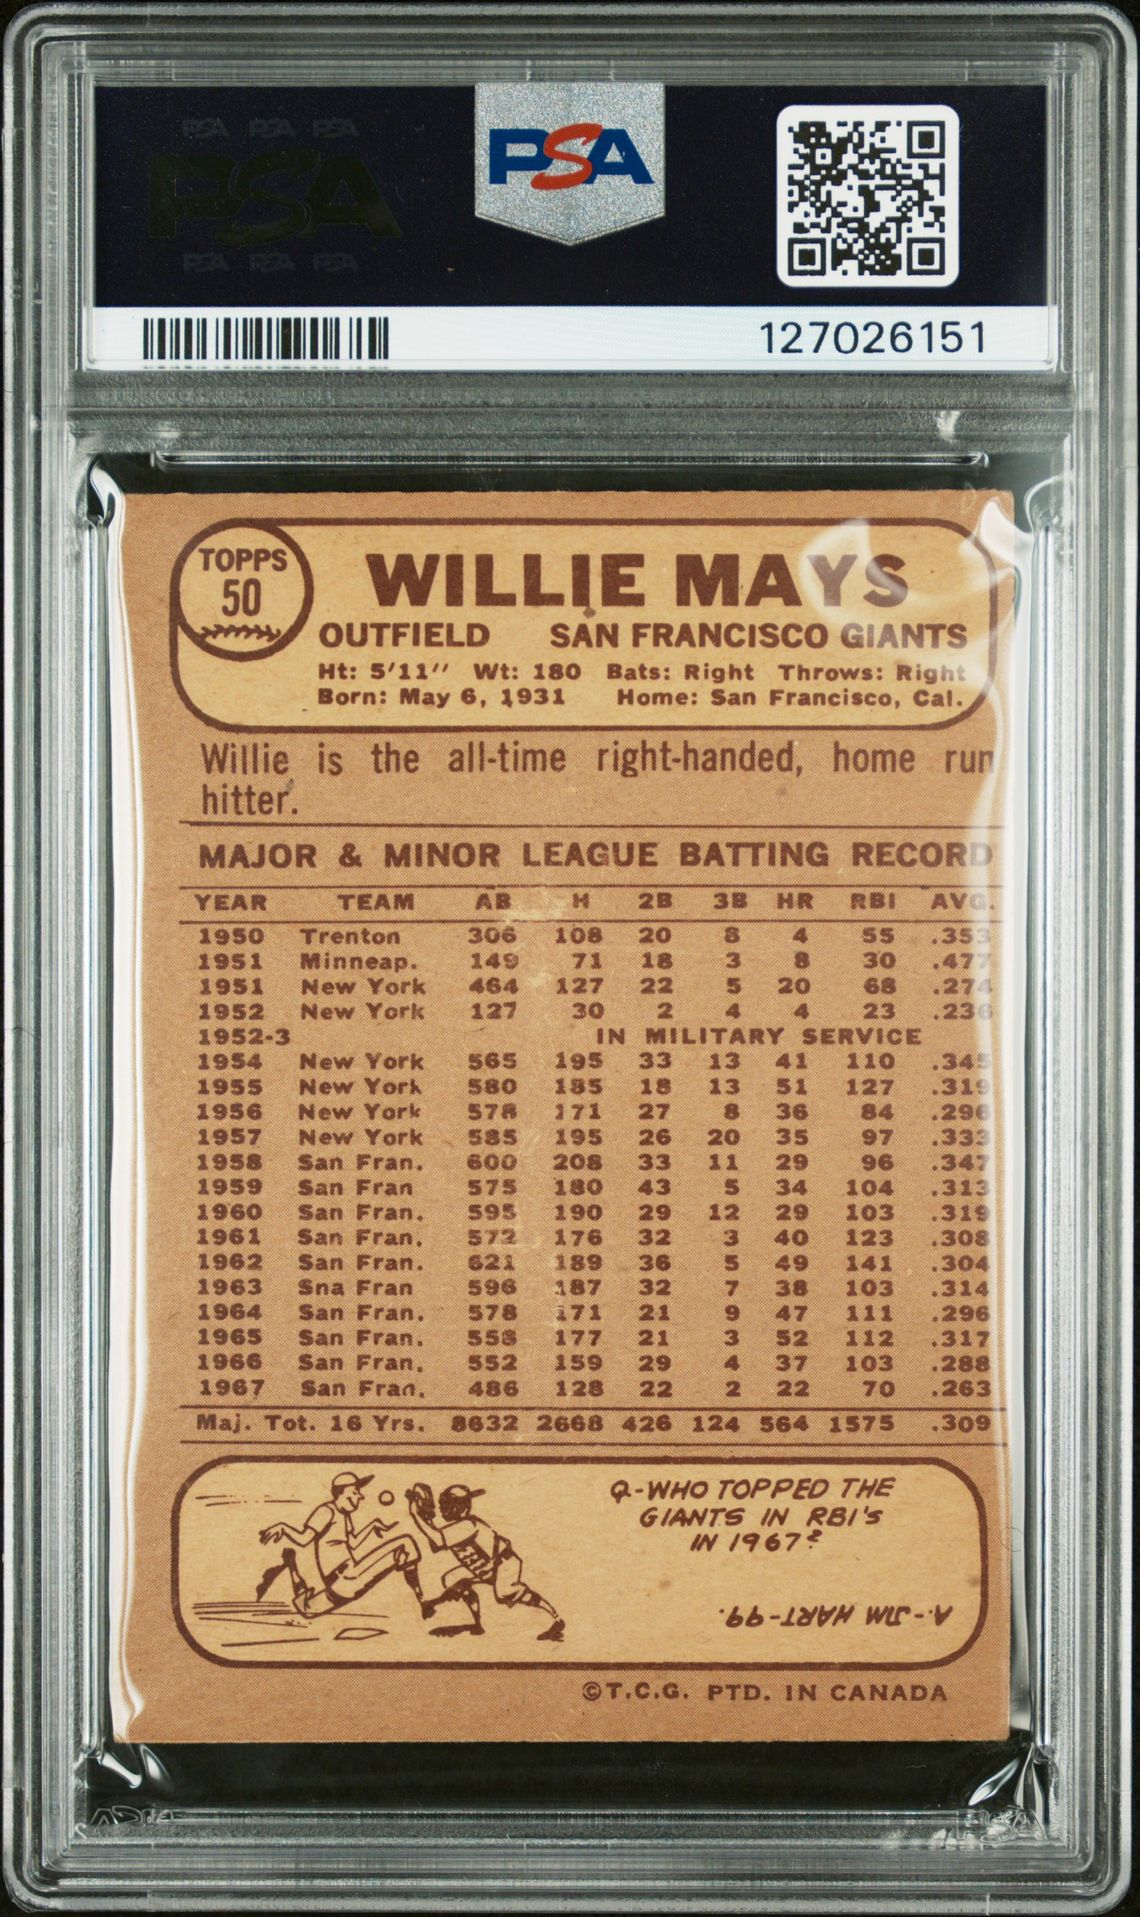 PSA PSA PSA
PSA
PSA PSA PSA
PSA
127026151
TOPPS
50
WILLIE MAYS
OUTFIELD SAN FRANCISCO GIANTS
Ht: 5'11'' Wt: 180 Bats: Right Throws: Right
Born: May 6, 1931 Home: San Francisco, Cal.
Willie is the all-time right-handed, home run
hitter.
MAJOR & MINOR LEAGUE BATTING RECORD
YEAR TEAM AB H 2B 3B HR RBI AVG.
1950 Trenton 306 108 20 8 4 55 .353
1951 Minneap. 149 71 18 3 8 30 .477
1951 New York 464 127 22 5 20 68 .274
1952 New York 127 30 2 4 4 23 .236
1952-3 IN MILITARY SERVICE
1954 New York 565 195 33 13 41 110 .345
1955 New York 580 185 18 13 51 127 .319
1956 New York 578 171 27 8 36 84 .296
1957 New York 585 195 26 20 35 97 .333
1958 San Fran. 600 208 33 11 29 96 .347
1959 San Fran 575 180 43 5 34 104 .313
1960 San Fran. 595 190 29 12 29 103 .319
1961 San Fran. 572 176 32 3 40 123 .308
1962 San Fran. 621 189 36 5 49 141 .304
1963 Sna Fran 596 187 32 7 38 103 .314
1964 San Fran. 578 171 21 9 47 111 .296
1965 San Fran. 558 177 21 3 52 112 .317
1966 San Fran. 552 159 29 4 37 103 .288
1967 San Fran. 486 128 22 2 22 70 .263
Maj. Tot. 16 Yrs. 8632 2668 426 124 564 1575 .309
Q-WHO TOPPED THE
GIANTS IN RBI'S
IN 1967?
A.-JIM HART-99.
©T.C.G. PTD. IN CANADA
PSA PSA